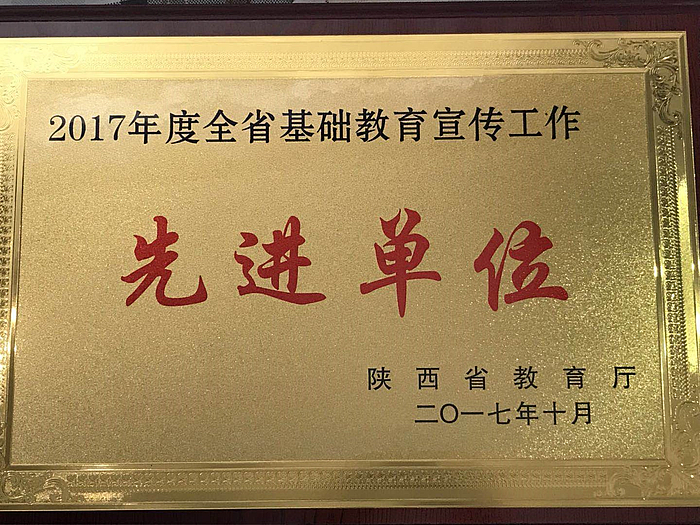 2017年度全省基础教育宣传工作
先进单位
陕西省教育厅
二〇一七年十月